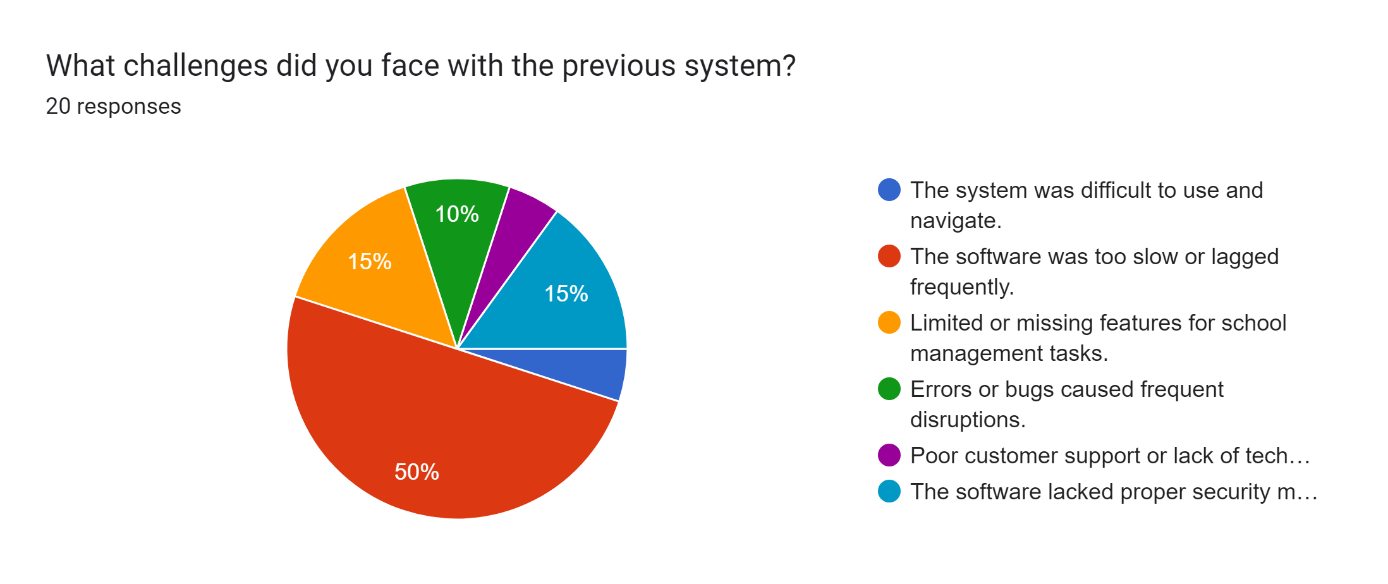 What challenges did you face with the previous system?
20 responses
10%
15%
15%
50%
The system was difficult to use and
navigate.
The software was too slow or lagged
frequently.
Limited or missing features for school
management tasks.
Errors or bugs caused frequent
disruptions.
Poor customer support or lack of tech…
The software lacked proper security m…